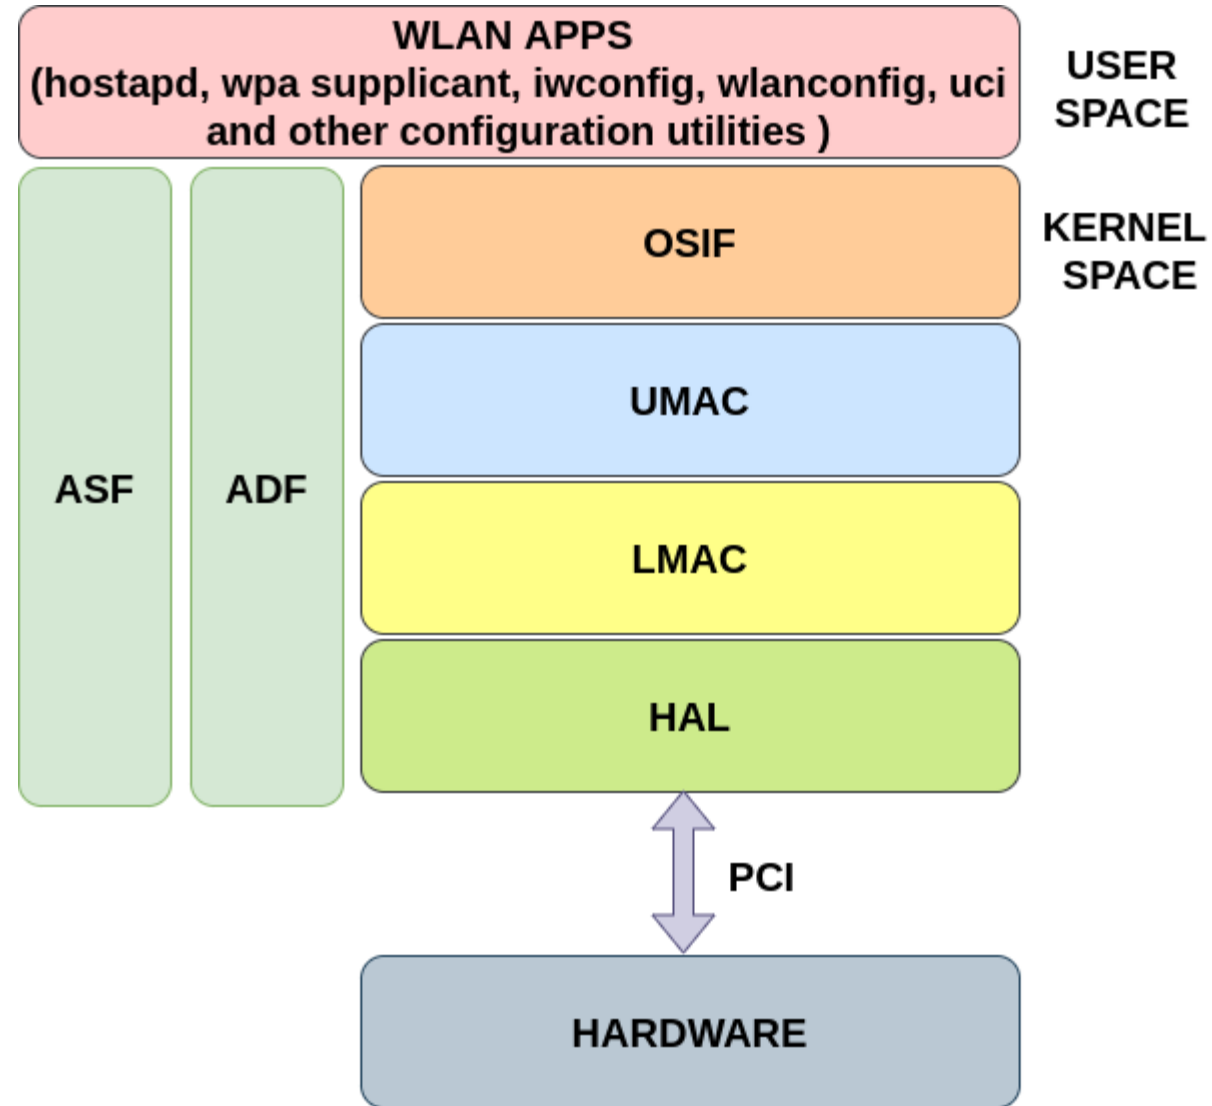 WLAN APPS
(hostapd, wpa supplicant, iwconfig, wlanconfig, uci
and other configuration utilities )
USER
SPACE
KERNEL
SPACE
OSIF
UMAC
ASF
ADF
LMAC
HAL
PCI
HARDWARE